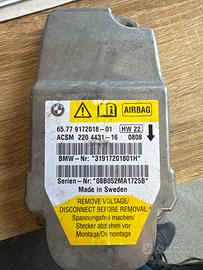 AIRBAG
65.77 9172018-01 HW 22
ACSM 220 4431-16 0808
BMW-Nr: *31917201801H*
Serien-Nr: *08B052MA1725B*
Made in Sweden
REMOVE VOLTAGE/
DISCONNECT BEFORE REMOVAL
Spannungsfrei machen/
Stecker abziehen vor
Montage/Demontage